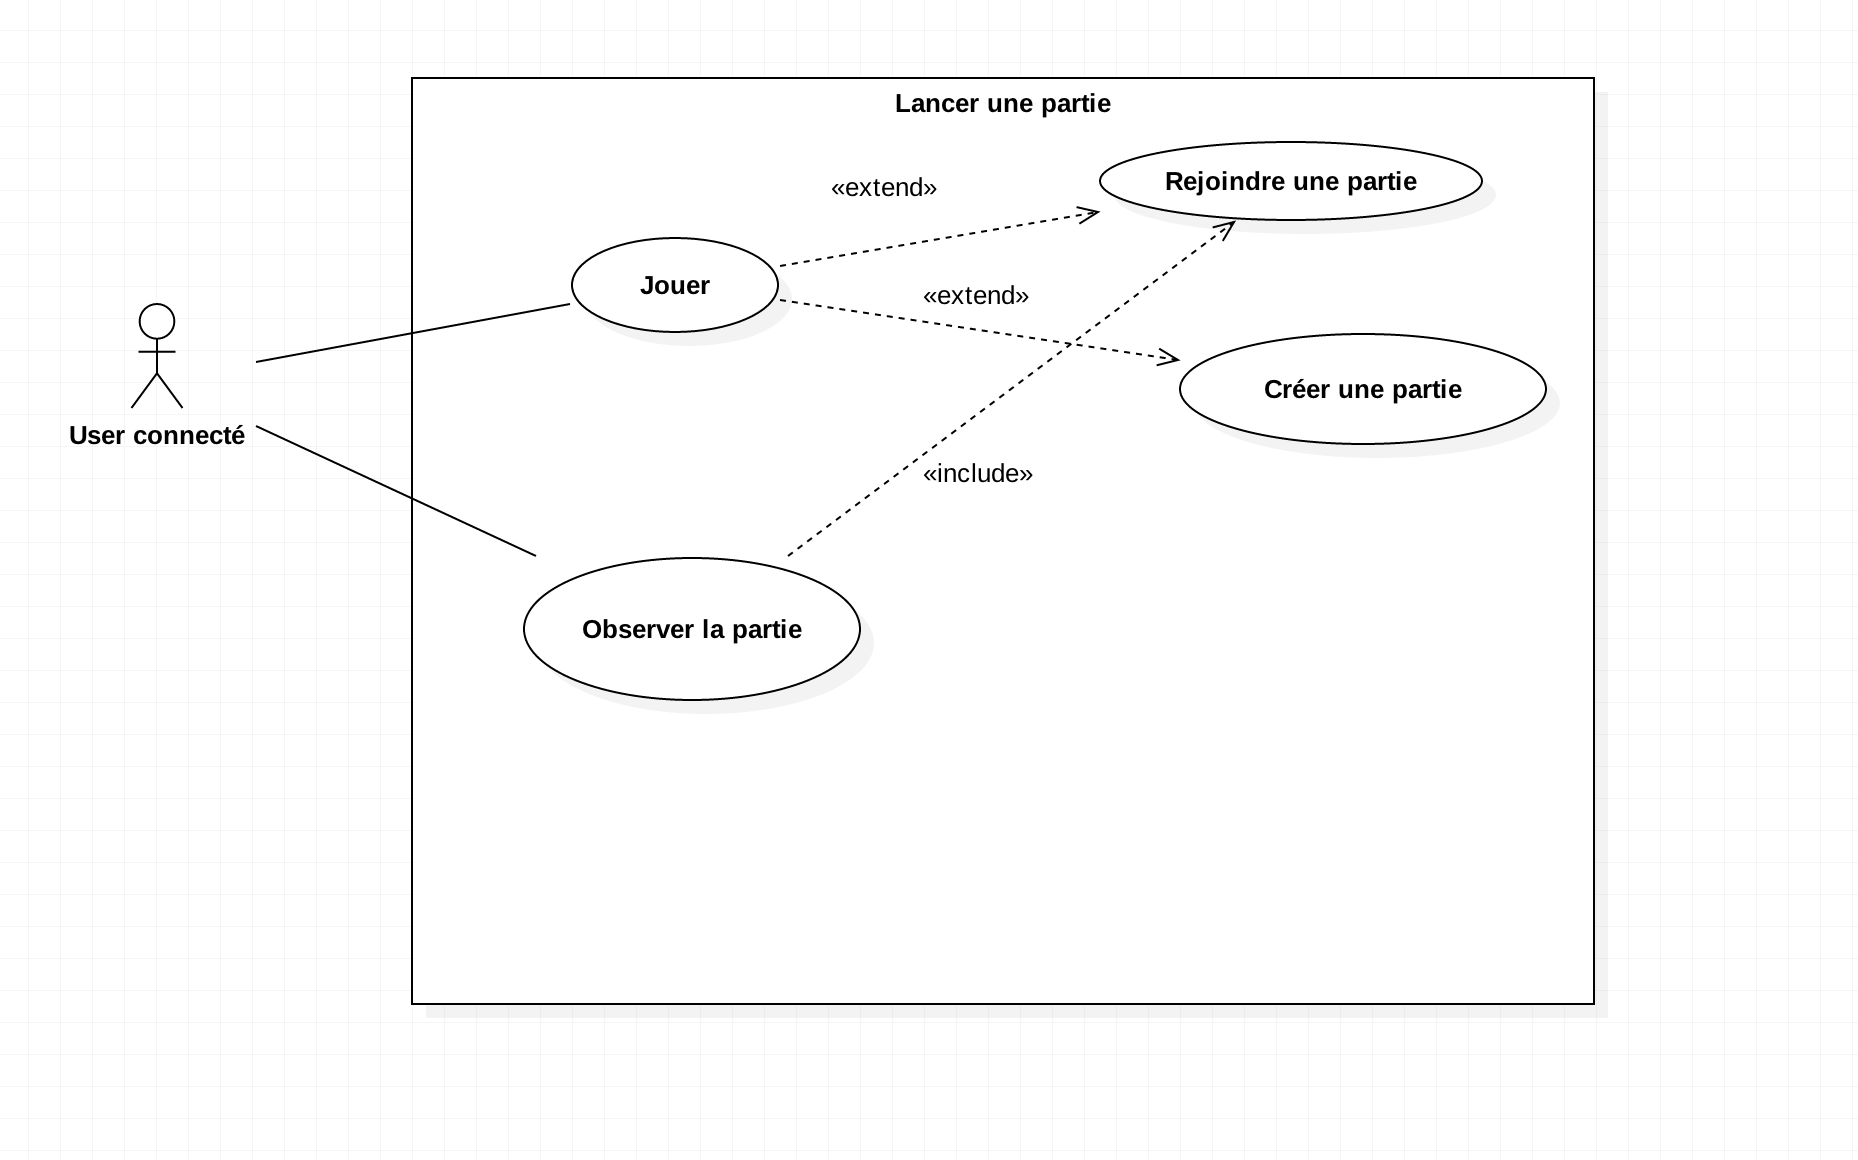 Lancer une partie
«extend»
Rejoindre une partie
Jouer
«extend»
Créer une partie
User connecté
«include»
Observer la partie